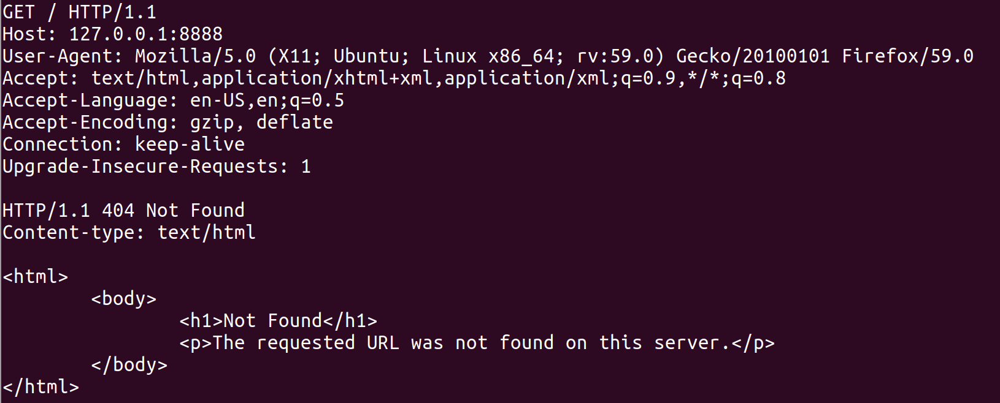 GET / HTTP/1.1
Host: 127.0.0.1:8888
User-Agent: Mozilla/5.0 (X11; Ubuntu; Linux x86_64; rv:59.0) Gecko/20100101 Firefox/59.0
Accept: text/html,application/xhtml+xml,application/xml;q=0.9,*/*;q=0.8
Accept-Language: en-US,en;q=0.5
Accept-Encoding: gzip, deflate
Connection: keep-alive
Upgrade-Insecure-Requests: 1

HTTP/1.1 404 Not Found
Content-type: text/html

<html>
        <body>
                <h1>Not Found</h1>
                <p>The requested URL was not found on this server.</p>
        </body>
</html>